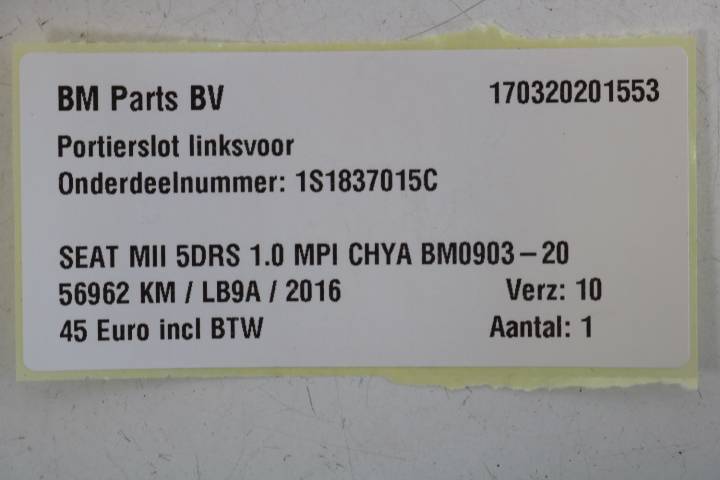 BM Parts BV 170320201553
Portierslot linksvoor
Onderdeelnummer: 1S1837015C
SEAT MII 5DRS 1.0 MPI CHYA BM0903-20
56962 KM / LB9A / 2016 Verz: 10
45 Euro incl BTW Aantal: 1